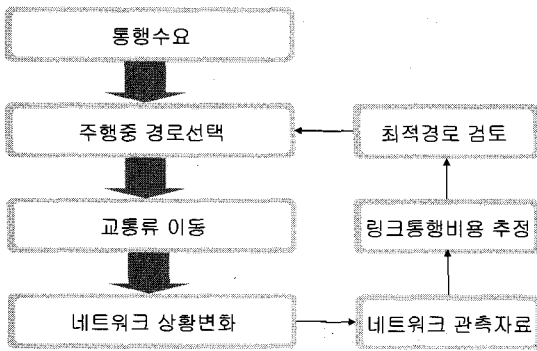 통행수요
주행중 경로선택
최적경로 검토
교통류 이동
링크통행비용 추정
네트워크 상황변화
네트워크 관측자료